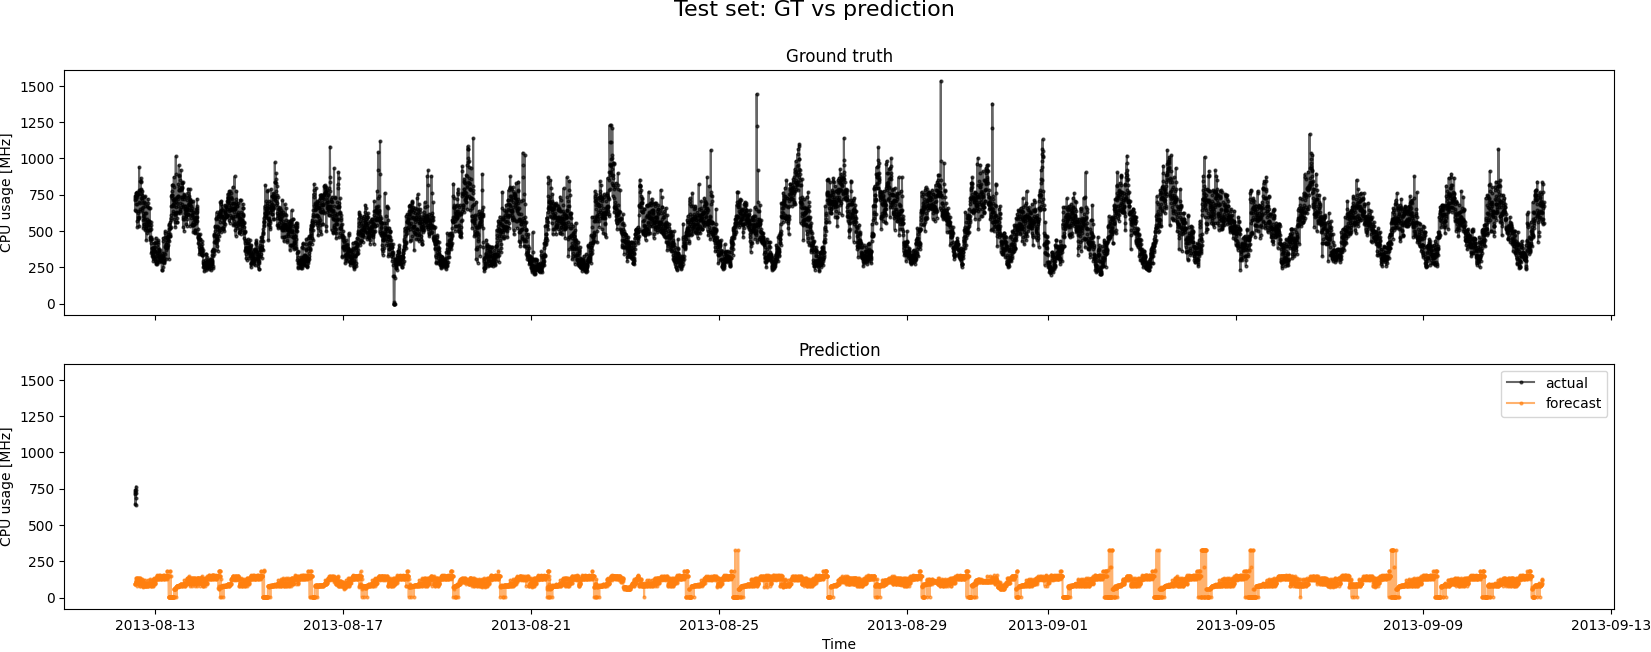 Test set: GT vs prediction
Ground truth
CPU usage [MHz]
1500
1250
1000
750
500
250
0
Prediction
CPU usage [MHz]
1500
1250
1000
750
500
250
0
actual
forecast
2013-08-13 2013-08-17 2013-08-21 2013-08-25 2013-08-29 2013-09-01 2013-09-05 2013-09-09 2013-09-13
Time